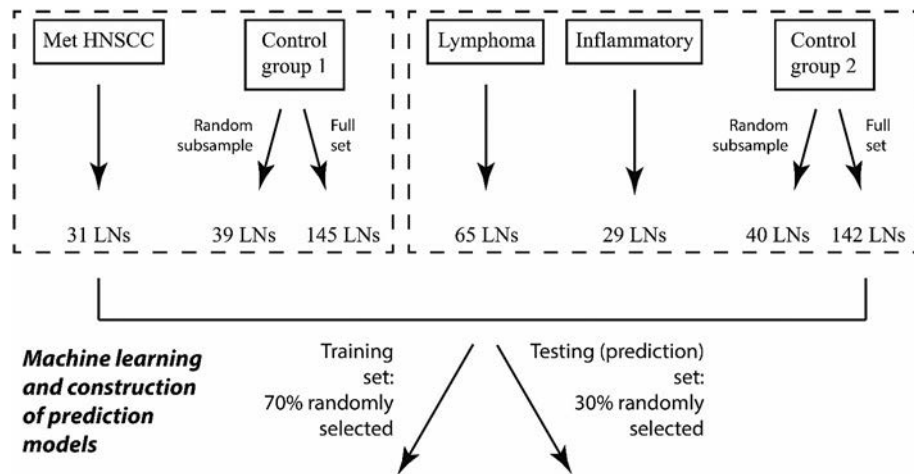 Met HNSCC
Control
group 1
Lymphoma
Inflammatory
Control
group 2
Random
subsample
Full
set
Random
subsample
Full
set
31 LNs
39 LNs
145 LNs
65 LNs
29 LNs
40 LNs
142 LNs
Machine learning
and construction
of prediction
models
Training
set:
70% randomly
selected
Testing (prediction)
set:
30% randomly
selected